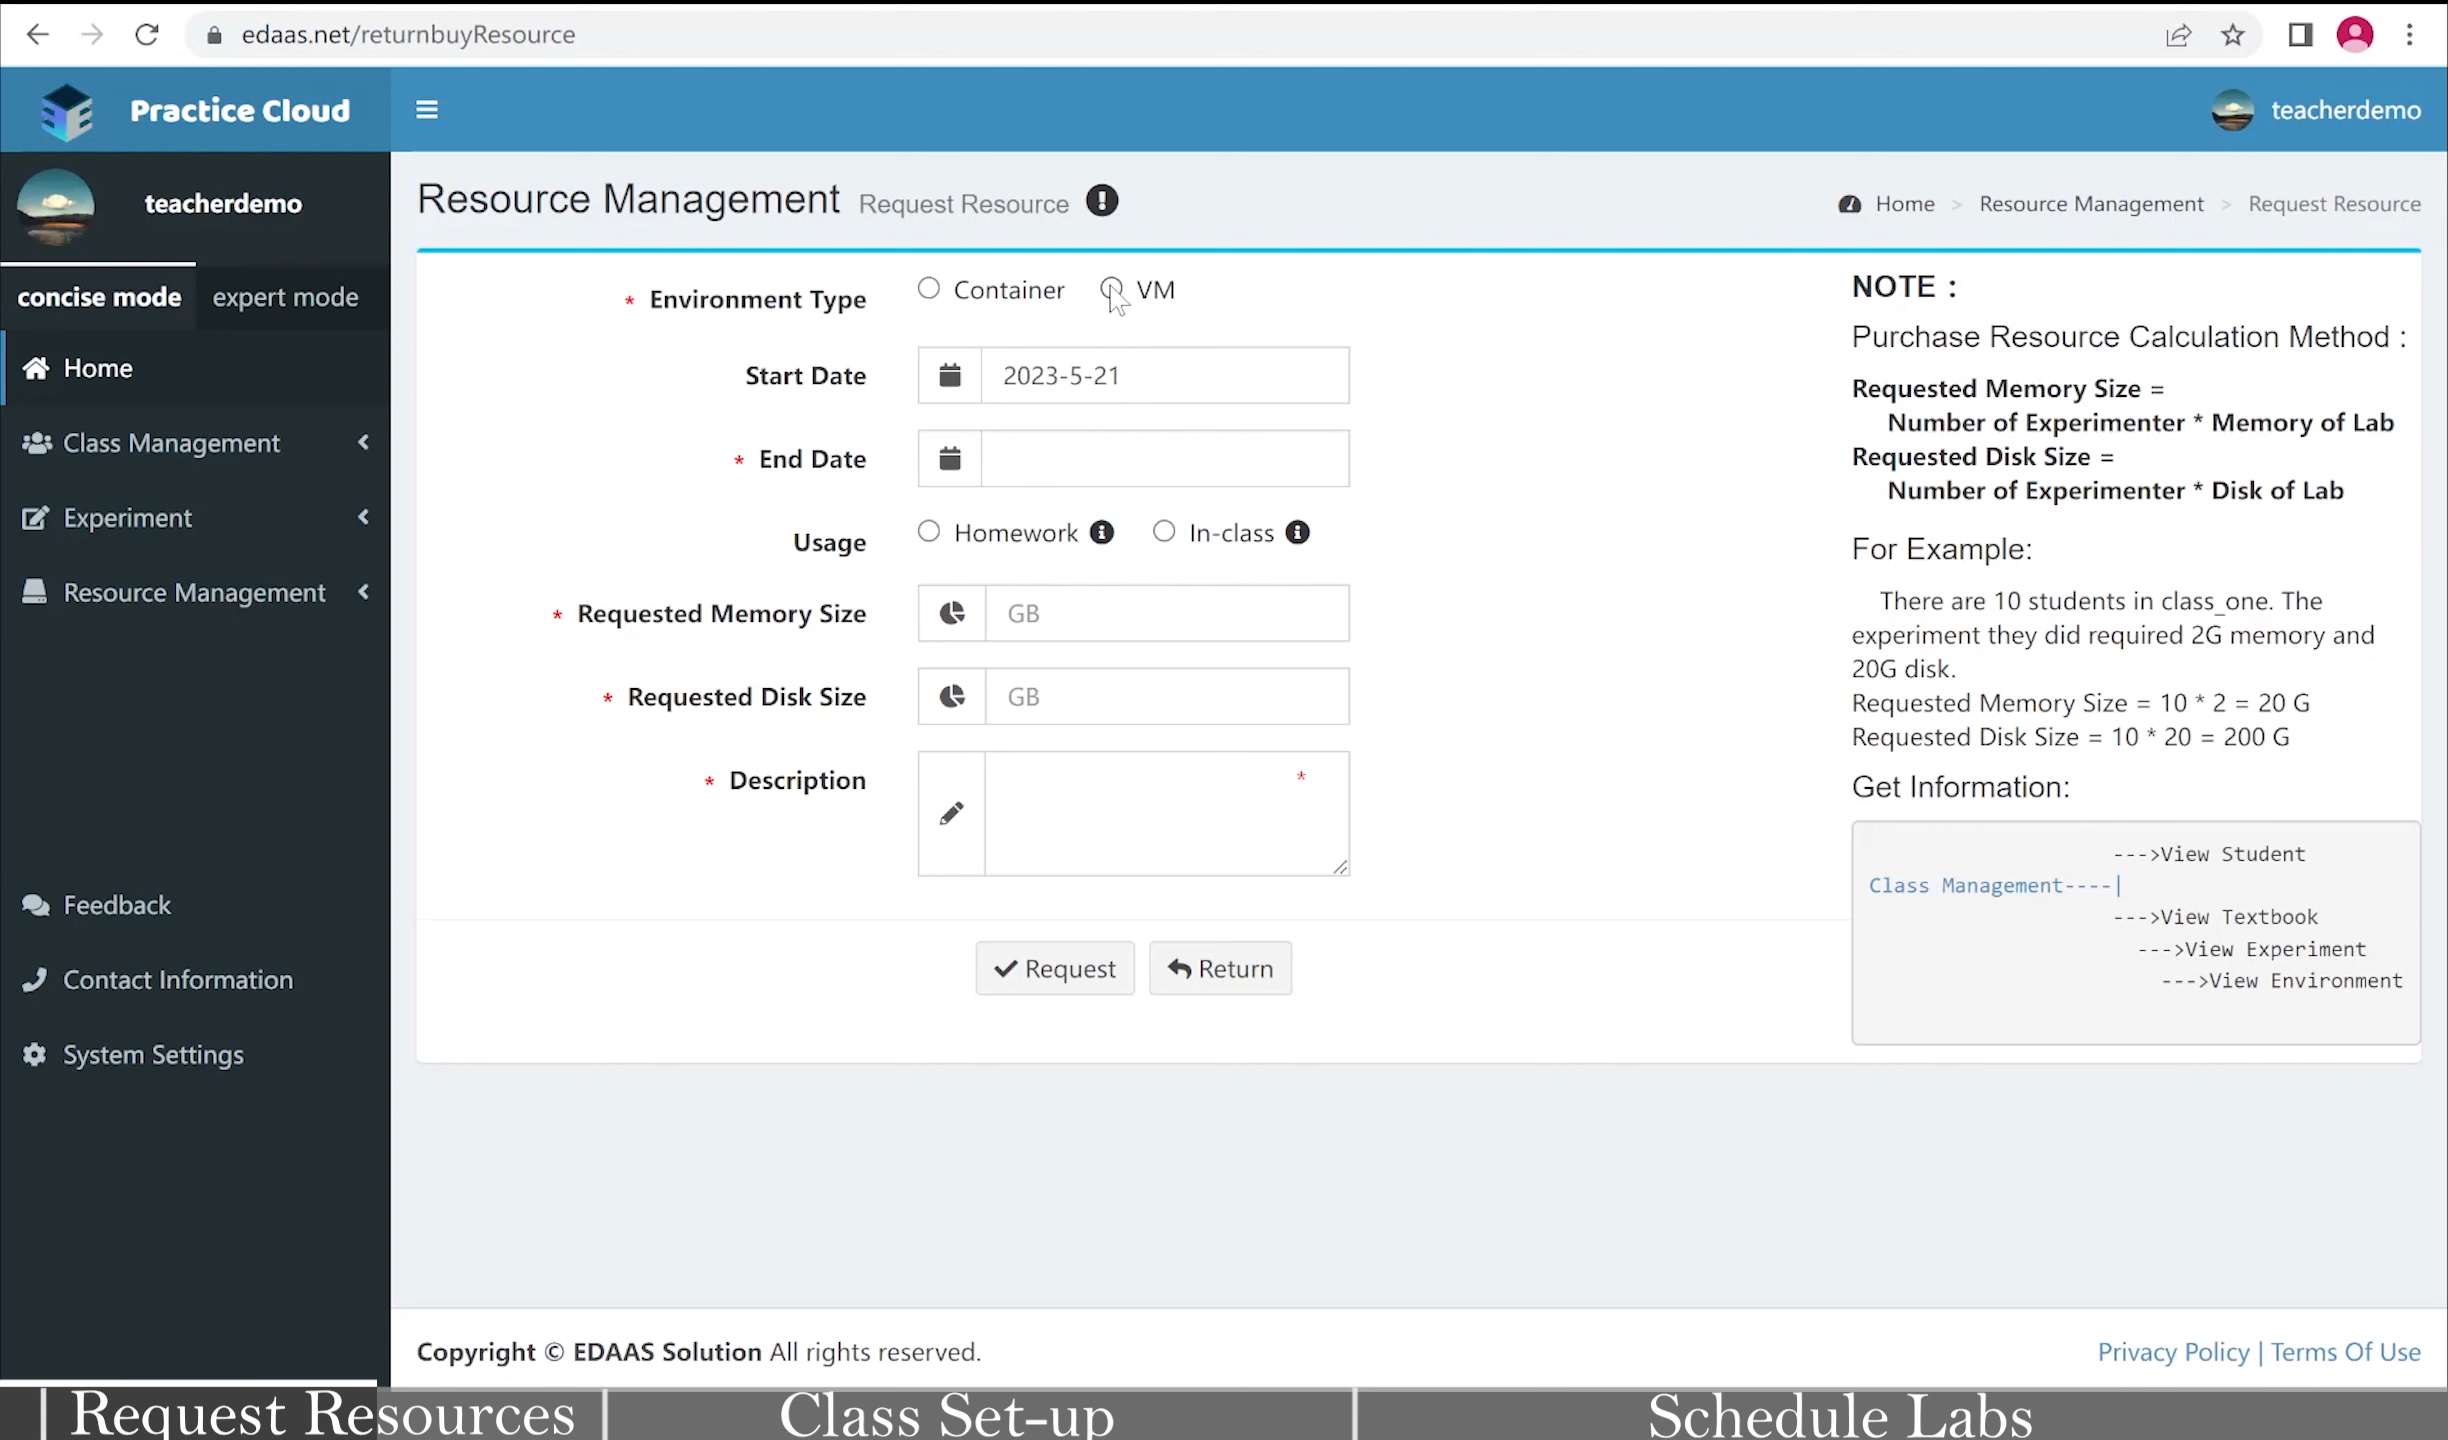 edaas.net/returnbuyResource
Practice Cloud
teacherdemo
teacherdemo
concise mode expert mode
Home
Class Management
Experiment
Resource Management
Feedback
Contact Information
System Settings
Resource Management Request Resource
Home > Resource Management > Request Resource
* Environment Type Container VM
Start Date 2023-5-21
* End Date
Usage Homework In-class
* Requested Memory Size GB
* Requested Disk Size GB
* Description *
Request Return
NOTE :
Purchase Resource Calculation Method :
Requested Memory Size =
Number of Experimenter * Memory of Lab
Requested Disk Size =
Number of Experimenter * Disk of Lab
For Example:
There are 10 students in class_one. The
experiment they did required 2G memory and
20G disk.
Requested Memory Size = 10 * 2 = 20 G
Requested Disk Size = 10 * 20 = 200 G
Get Information:
--->View Student
Class Management----|
--->View Textbook
--->View Experiment
--->View Environment
Copyright © EDAAS Solution All rights reserved.
Privacy Policy | Terms Of Use
| Request Resources | Class Set-up | Schedule Labs